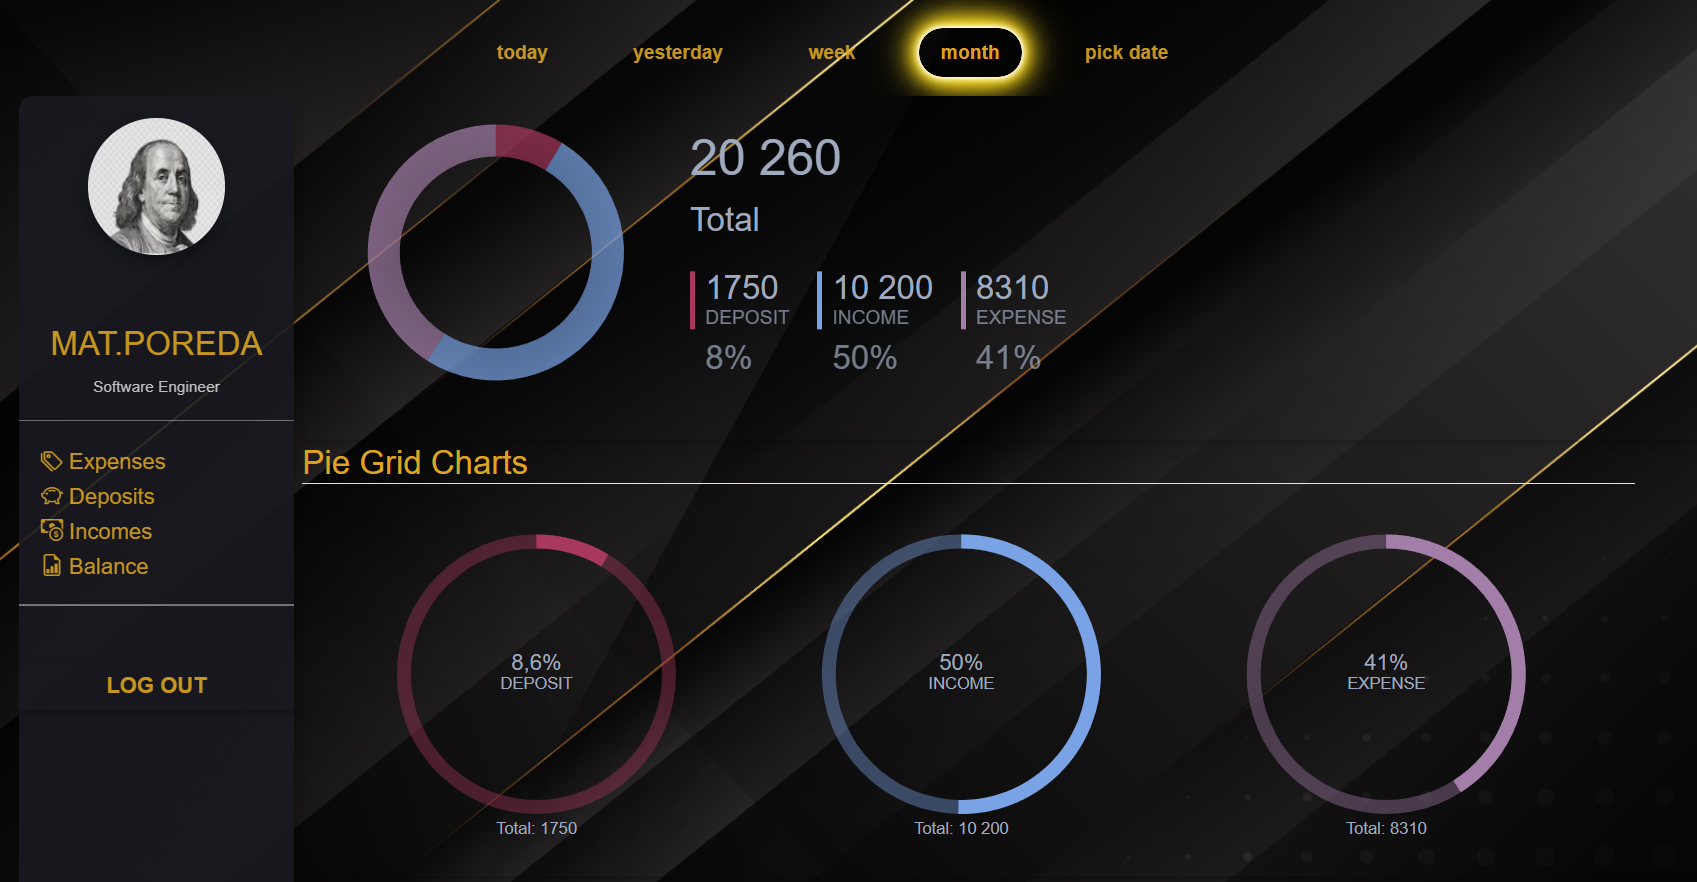 today yesterday week month pick date
MAT.POREDA
Software Engineer
Expenses
Deposits
Incomes
Balance
LOG OUT
20 260
Total
1750 10 200 8310
DEPOSIT INCOME EXPENSE
8% 50% 41%
Pie Grid Charts
8,6% 50% 41%
DEPOSIT INCOME EXPENSE
Total: 1750 Total: 10 200 Total: 8310